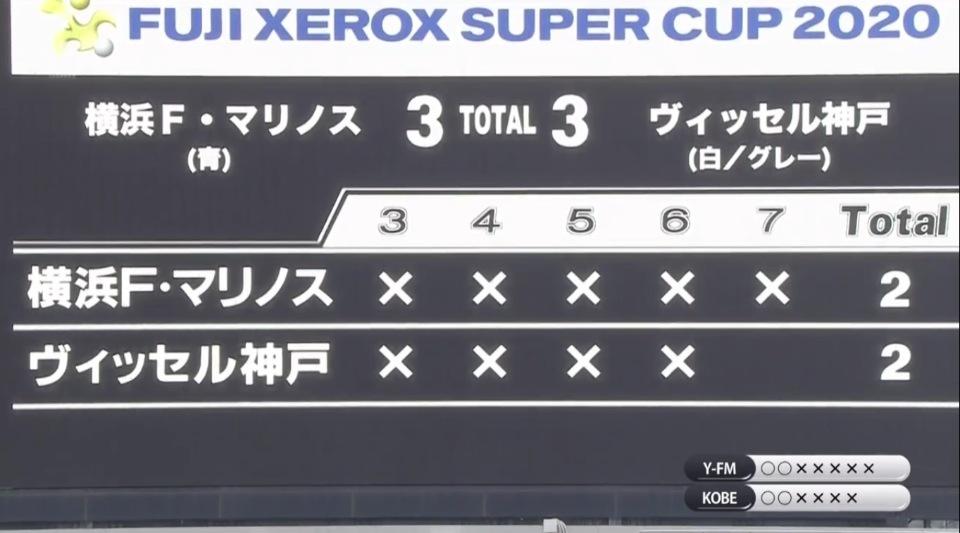 FUJI XEROX SUPER CUP 2020
横浜F・マリノス 3 TOTAL 3 ヴィッセル神戸
(青) (白/グレー)
3 4 5 6 7 Total
横浜F・マリノス × × × × × 2
ヴィッセル神戸 × × × × 2
Y-FM ○○×××××
KOBE ○○××××